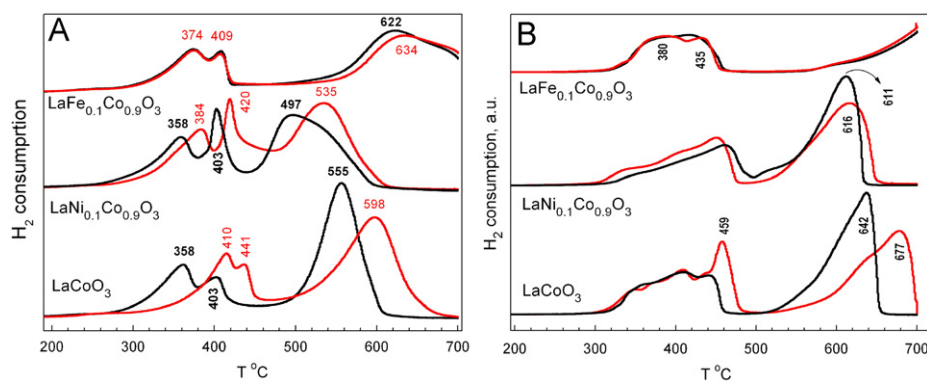 A
H2 consumprtion
374
409
622
634
LaFe0.1Co0.9O3
358
384
403
420
497
535
LaNi0.1Co0.9O3
358
403
410
441
555
598
LaCoO3
200 300 400 500 600 700
T °C
B
H2 consumption, a.u.
380
435
LaFe0.1Co0.9O3
611
616
LaNi0.1Co0.9O3
459
642
677
LaCoO3
200 300 400 500 600 700
T °C